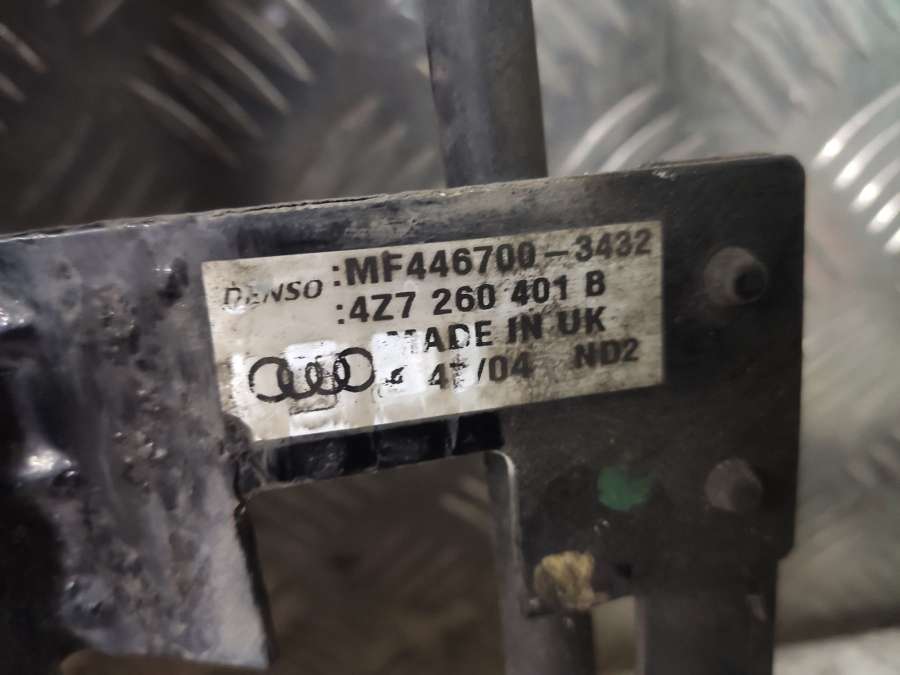 DENSO :MF446700-3432
:4Z7 260 401 B
MADE IN UK
/04 ND2